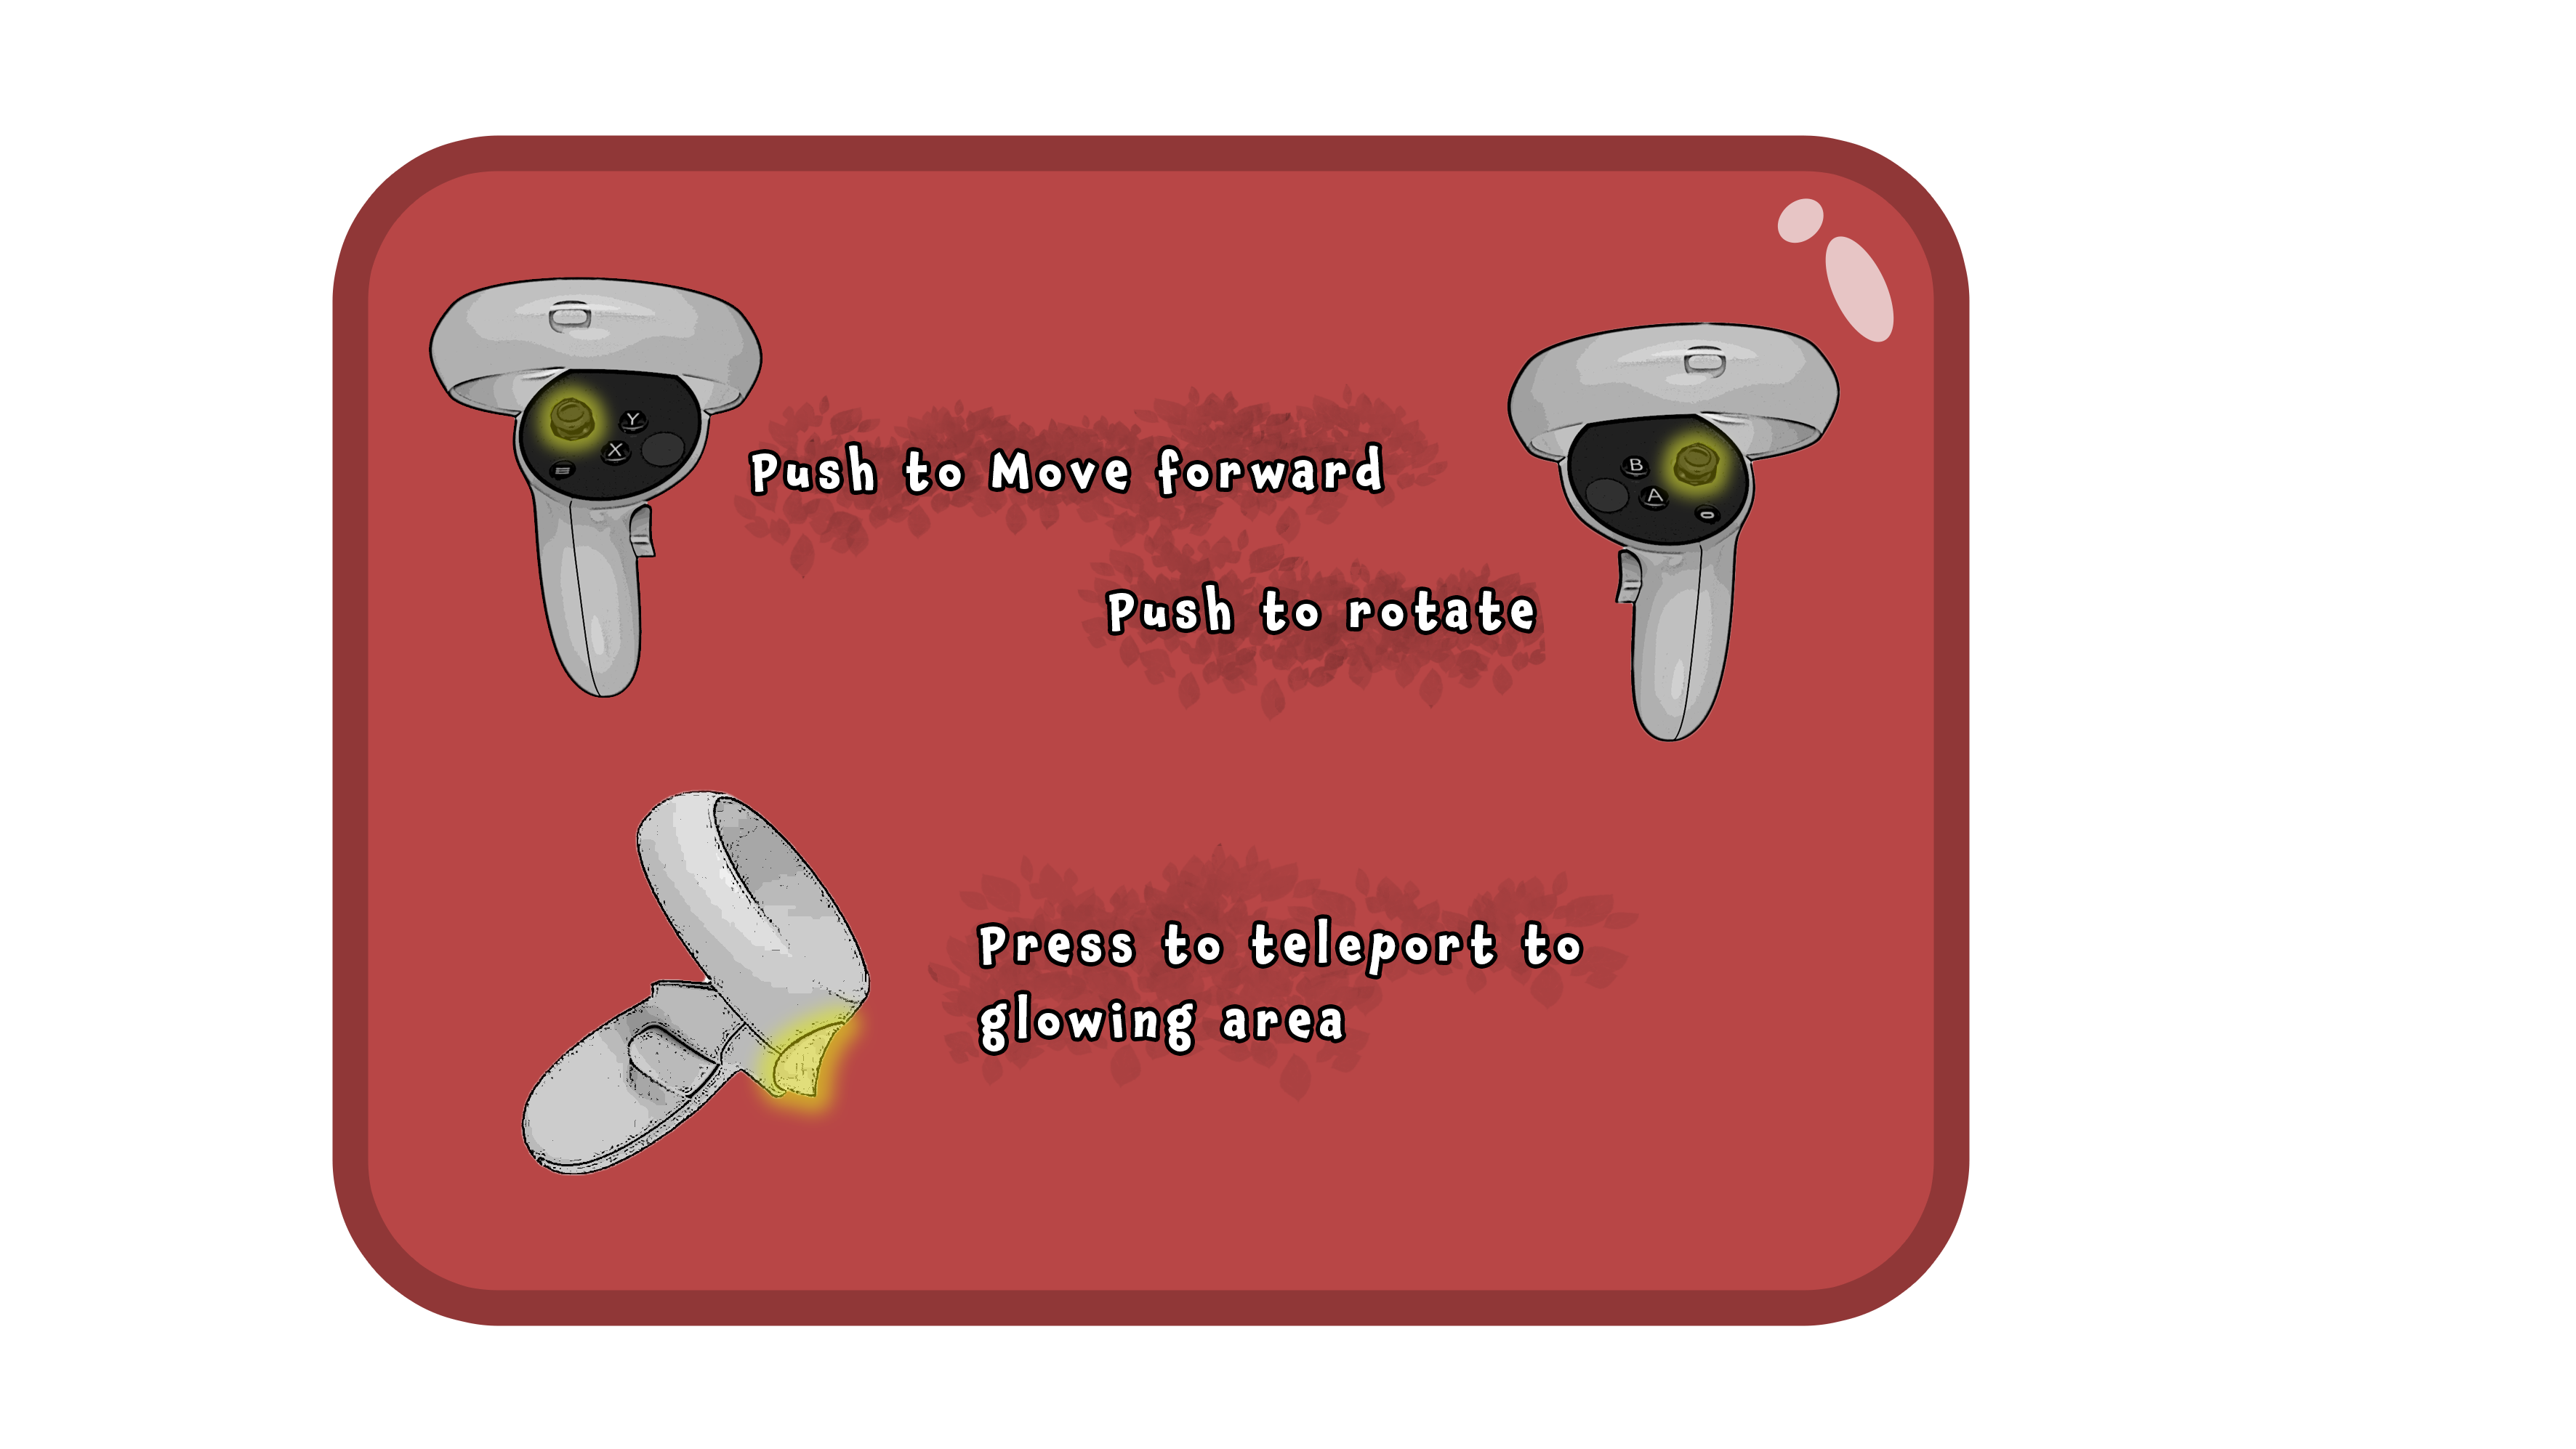 Y
X
Push to Move forward
B
A
Push to rotate
Press to teleport to
glowing area